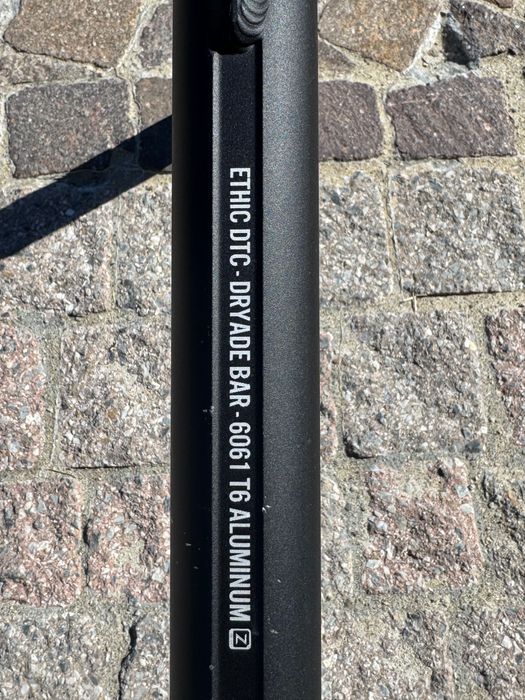 ETHIC DTC - DRYADE BAR - 6061 T6 ALUMINUM Z